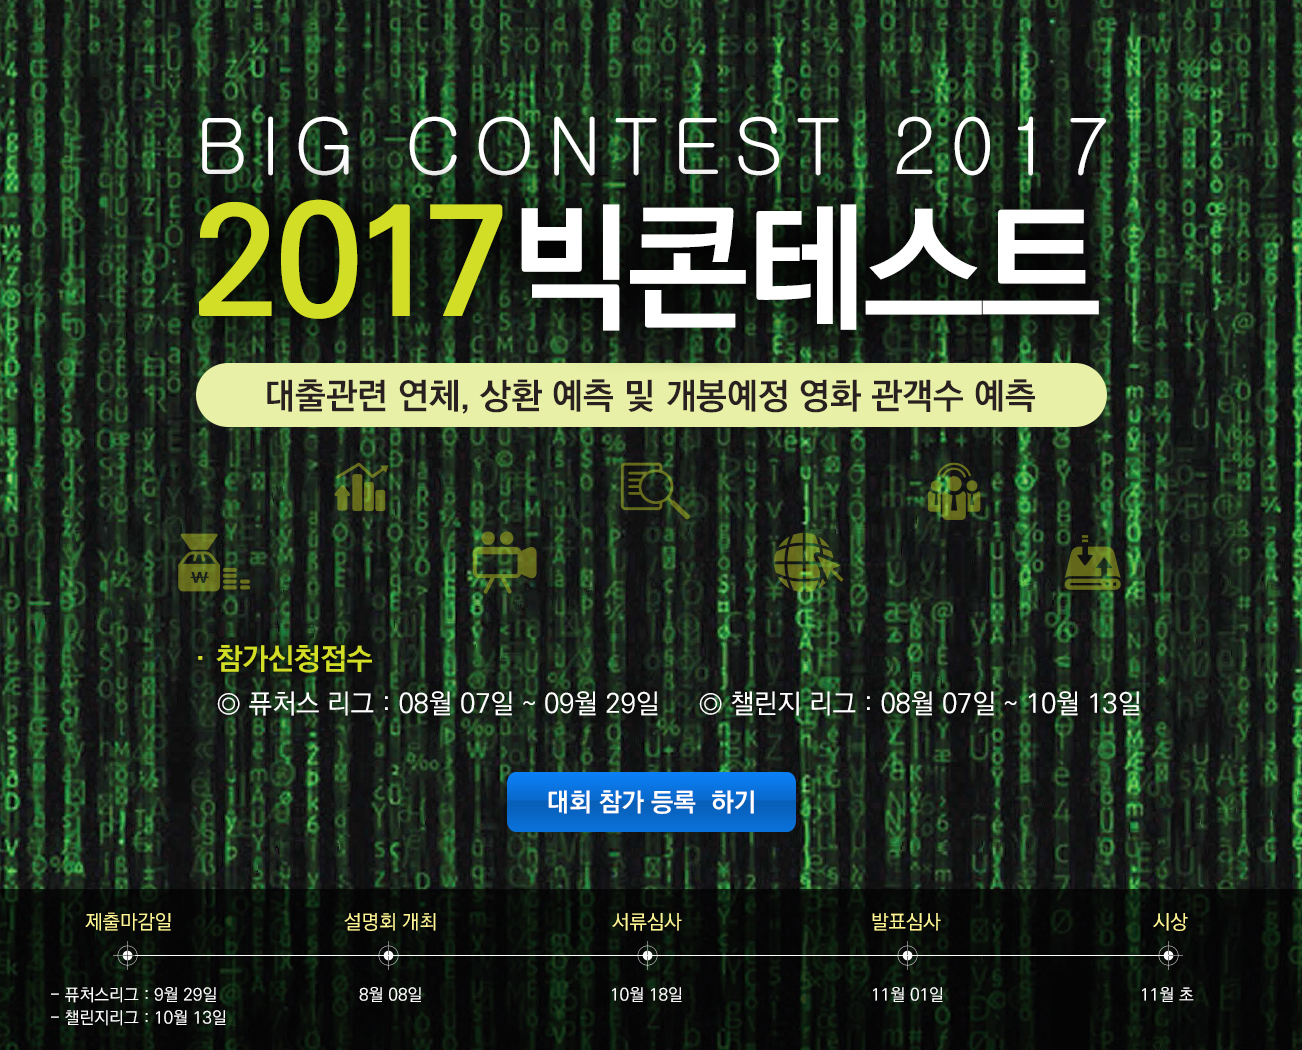 BIG CONTEST 2017
2017 빅콘테스트
대출관련 연체, 상환 예측 및 개봉예정 영화 관객수 예측
₩
· 참가신청접수
◎ 퓨처스 리그 : 08월 07일 ~ 09월 29일 ◎ 챌린지 리그 : 08월 07일 ~ 10월 13일
대회 참가 등록 하기
제출마감일 설명회 개최 서류심사 발표심사 시상
- 퓨처스리그 : 9월 29일 8월 08일 10월 18일 11월 01일 11월 초
- 챌린지리그 : 10월 13일